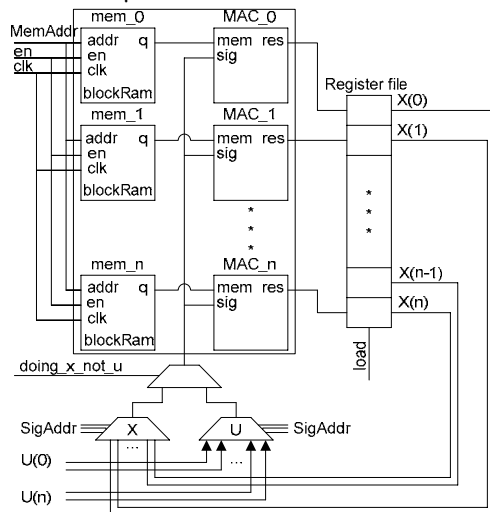 mem_0 MAC_0
MemAddr
en
clk
addr q
en
clk
blockRam
mem res
sig
Register file
X(0)
X(1)
mem_1 MAC_1
addr q
en
clk
blockRam
mem res
sig
*
*
*
*
*
*
mem_n MAC_n
addr q
en
clk
blockRam
mem res
sig
X(n-1)
X(n)
load
doing_x_not_u
SigAddr X U SigAddr
... ...
U(0)
U(n)